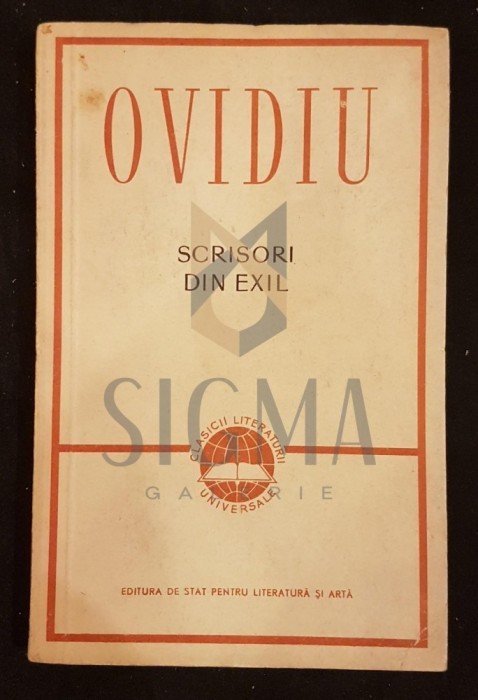 OVIDIU
SCRISORI
DIN EXIL
SIGMA
CLASICII LITERATURII
UNIVERSALE
GALERIE
EDITURA DE STAT PENTRU LITERATURĂ ȘI ARTĂ